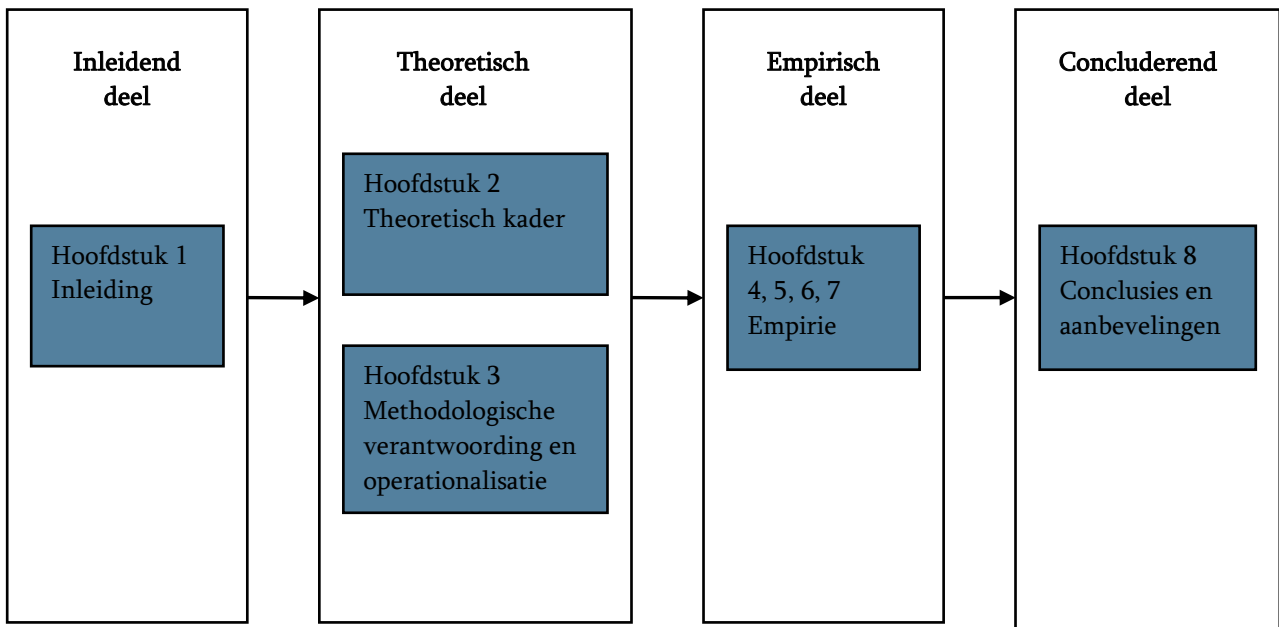 Inleidend
deel
Hoofdstuk 1
Inleiding
Theoretisch
deel
Hoofdstuk 2
Theoretisch kader
Hoofdstuk 3
Methodologische
verantwoording en
operationalisatie
Empirisch
deel
Hoofdstuk
4, 5, 6, 7
Empirie
Concluderend
deel
Hoofdstuk 8
Conclusies en
aanbevelingen